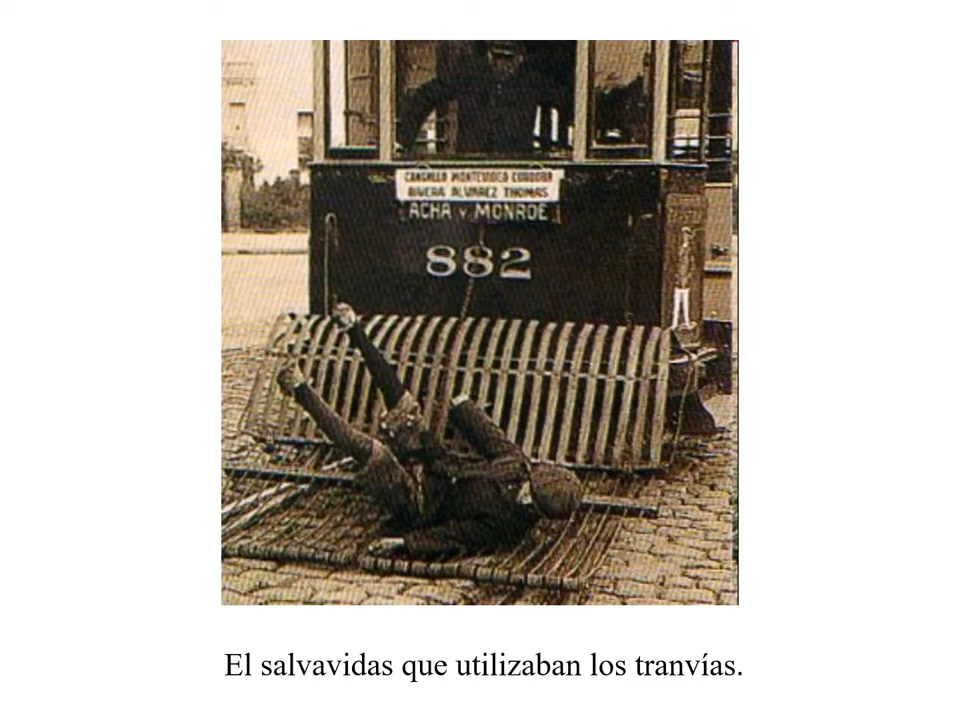 CANGALLO MONTEVIDEO CORDOBA
RIVERA ALVAREZ THOMAS
ACHA Y MONROE
882
El salvavidas que utilizaban los tranvías.